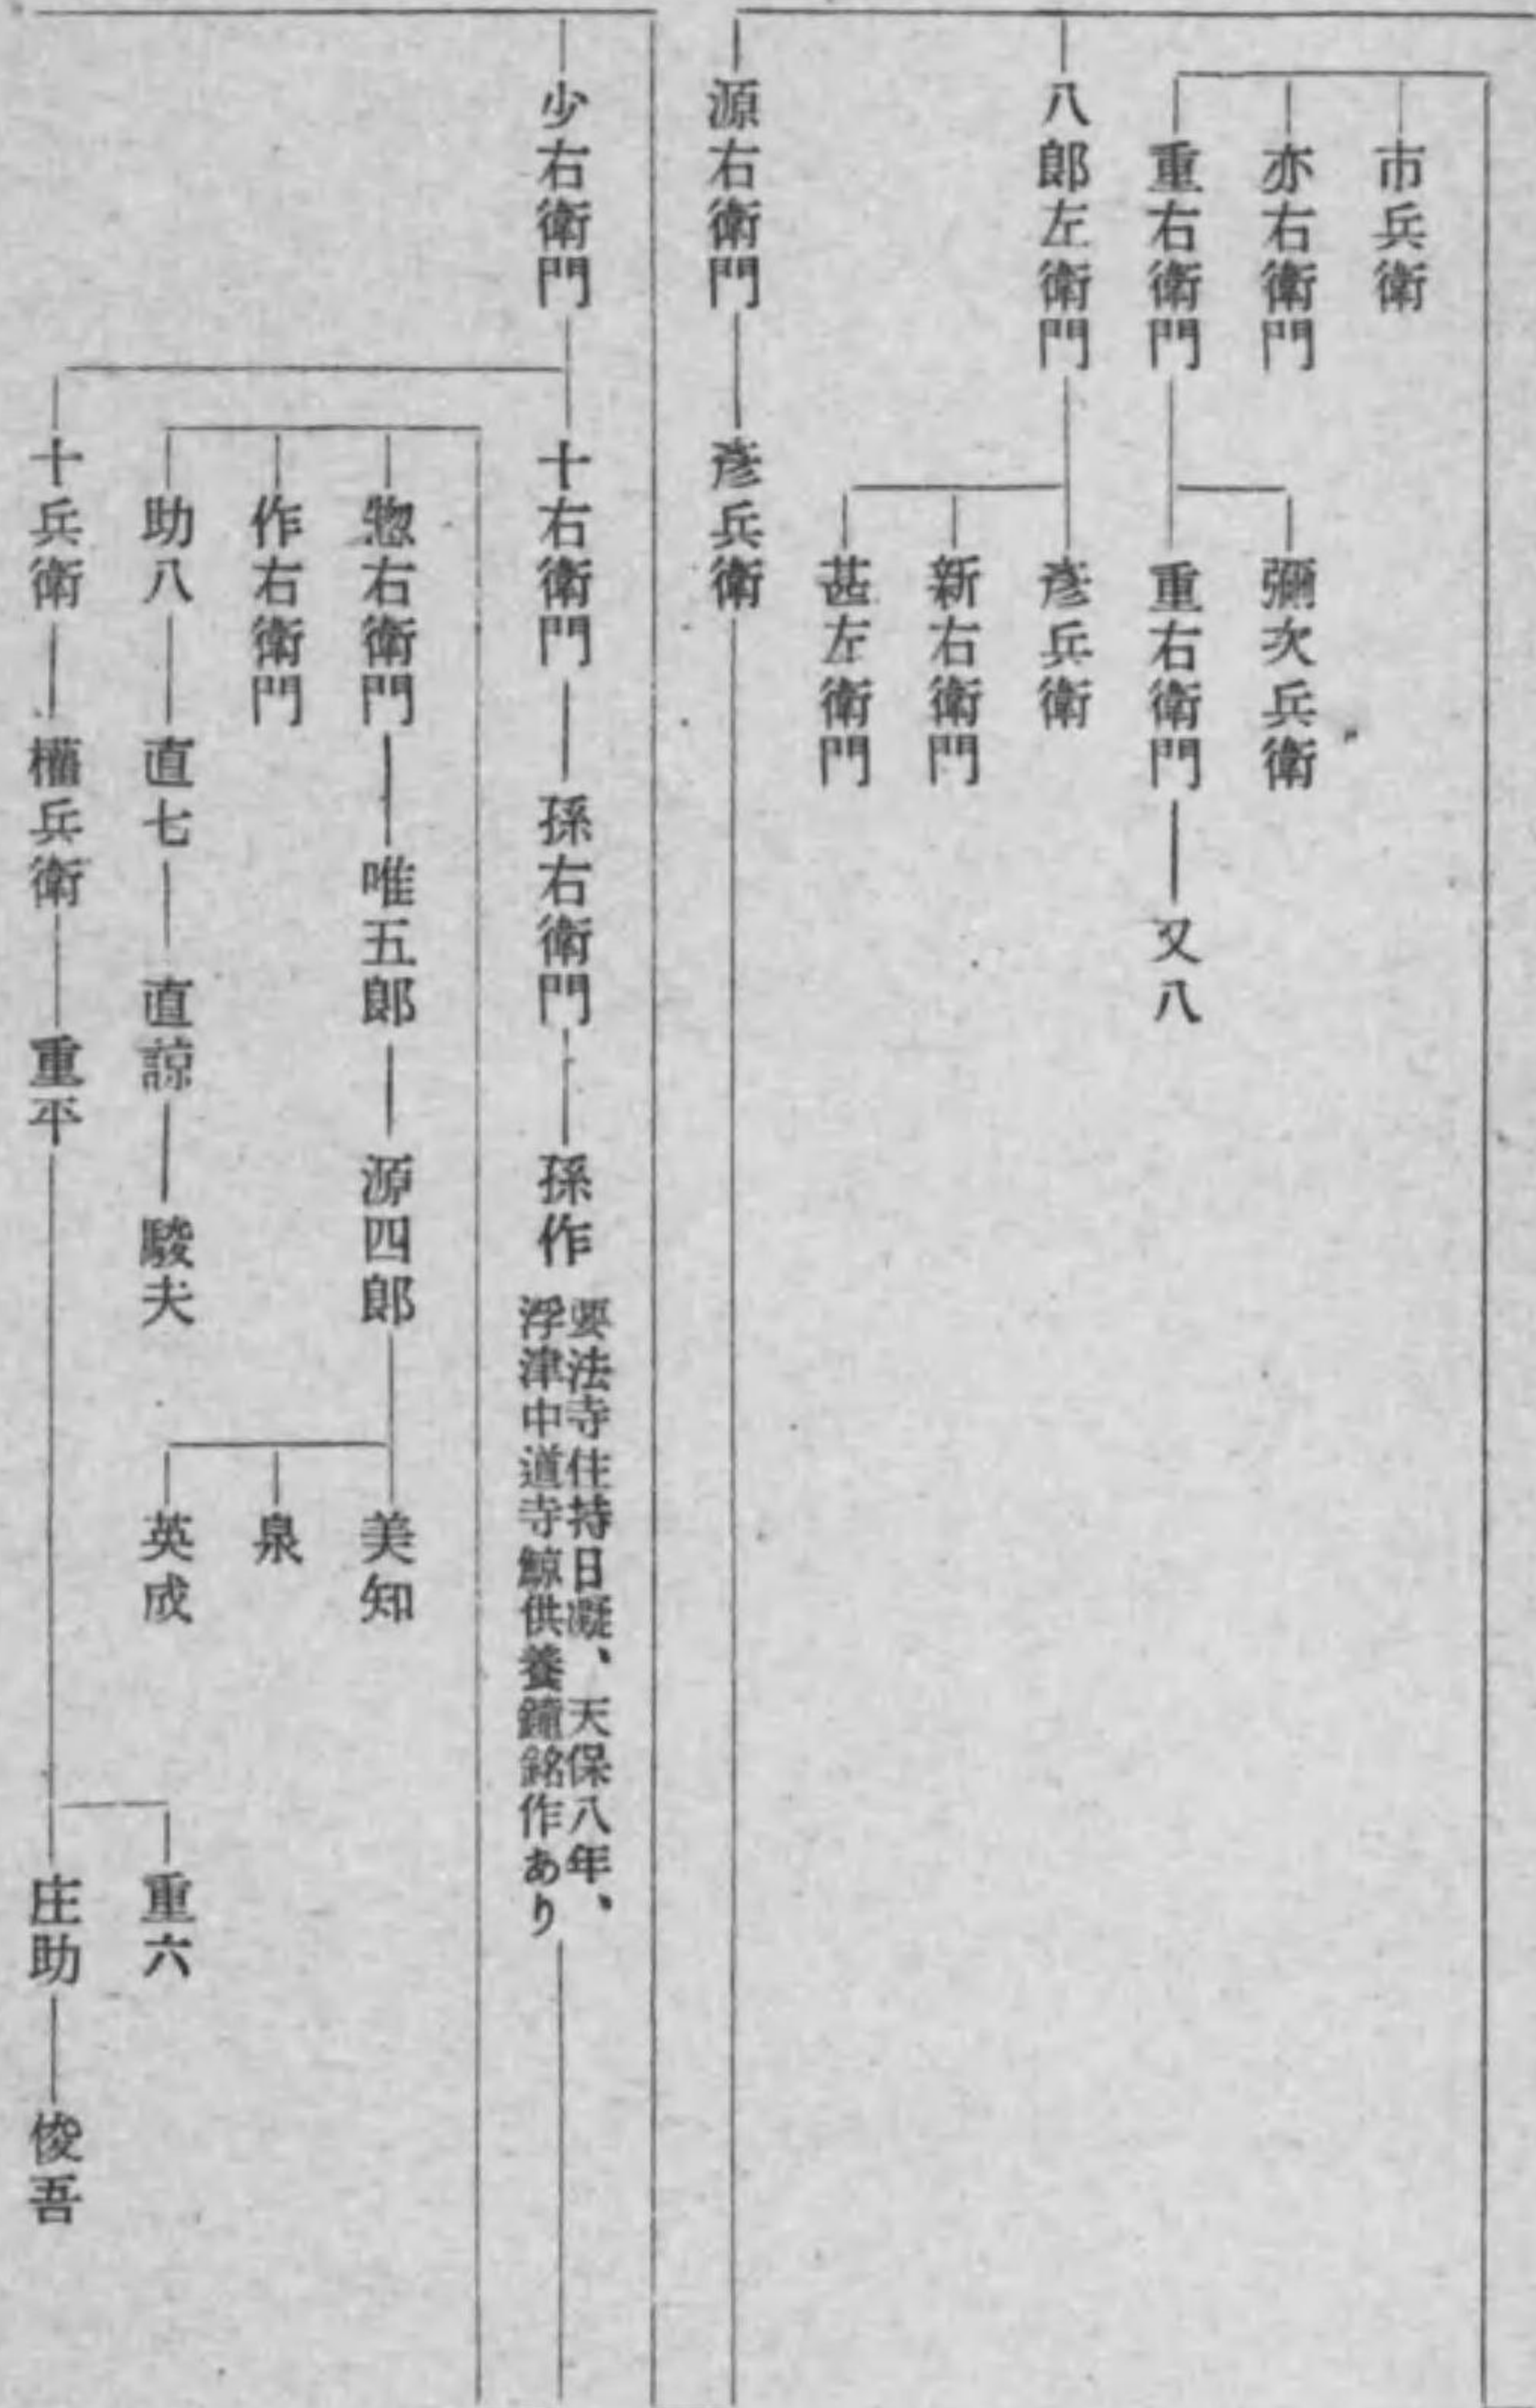 市兵衛
亦右衛門
重右衛門
彌次兵衛
重右衛門
又八
八郎左衛門
彦兵衛
新右衛門
甚左衛門
源右衛門
彦兵衛
少右衛門
十右衛門
孫右衛門
孫作
要法寺住持日凝、天保八年、
浮津中道寺鯨供養鐘銘作あり
惣右衛門
唯五郎
源四郎
美知
泉
英成
作右衛門
助八
直七
直諒
駿夫
十兵衛
權兵衛
重平
重六
庄助
俊吾